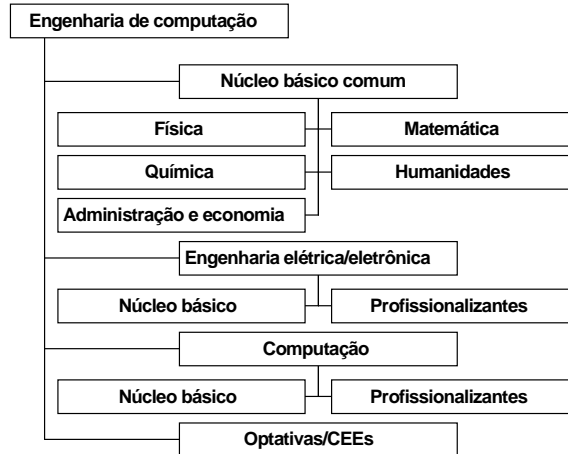 Engenharia de computação
Núcleo básico comum
Física
Matemática
Química
Humanidades
Administração e economia
Engenharia elétrica/eletrônica
Núcleo básico
Profissionalizantes
Computação
Núcleo básico
Profissionalizantes
Optativas/CEEs